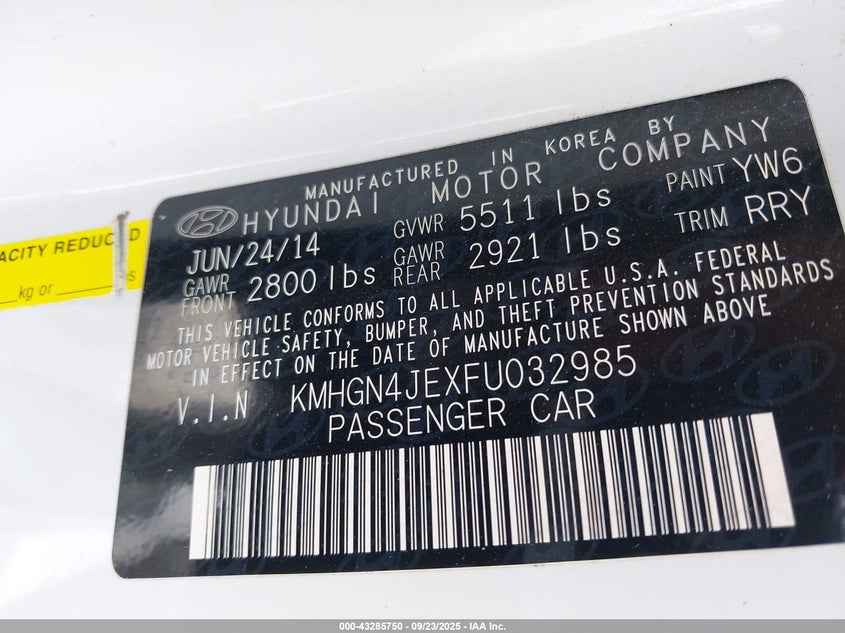 MANUFACTURED IN KOREA BY
HYUNDAI MOTOR COMPANY
JUN/24/14 GVWR 5511 lbs PAINT YW6
GAWR FRONT 2800 lbs GAWR REAR 2921 lbs TRIM RRY
THIS VEHICLE CONFORMS TO ALL APPLICABLE U.S.A. FEDERAL
MOTOR VEHICLE SAFETY, BUMPER, AND THEFT PREVENTION STANDARDS
IN EFFECT ON THE DATE OF MANUFACTURE SHOWN ABOVE
V.I.N KMHGN4JEXFU032985
PASSENGER CAR
REDUCED
kg or
000-43285750 - 09/23/2025 - IAA Inc.